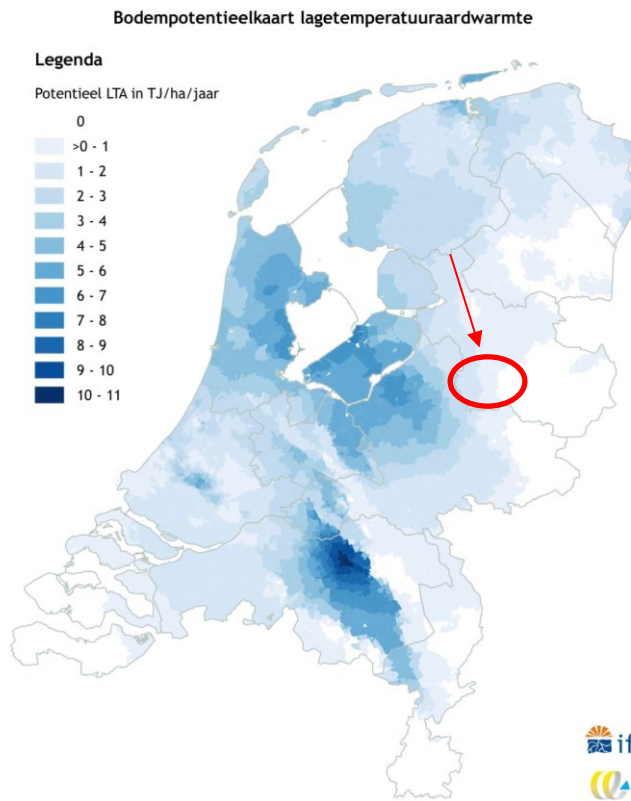 Bodempotentieelkaart lagetemperatuuraardwarmte
Legenda
Potentieel LTA in TJ/ha/jaar
0
>0 - 1
1 - 2
2 - 3
3 - 4
4 - 5
5 - 6
6 - 7
7 - 8
8 - 9
9 - 10
10 - 11
if